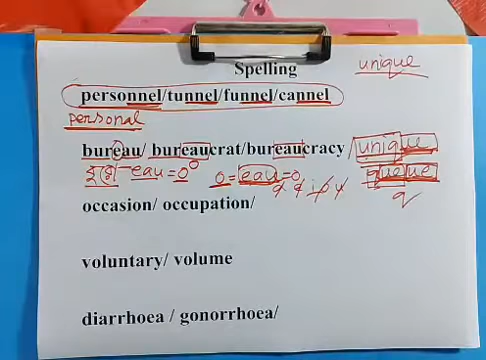 Spelling unique
personnel/tunnel/funnel/cannel
personal
bureau/ bureaucrat/bureaucracy /unique
eau = o o = eau = o queue
q
occasion/ occupation/
voluntary/ volume
diarrhoea / gonorrhoea/